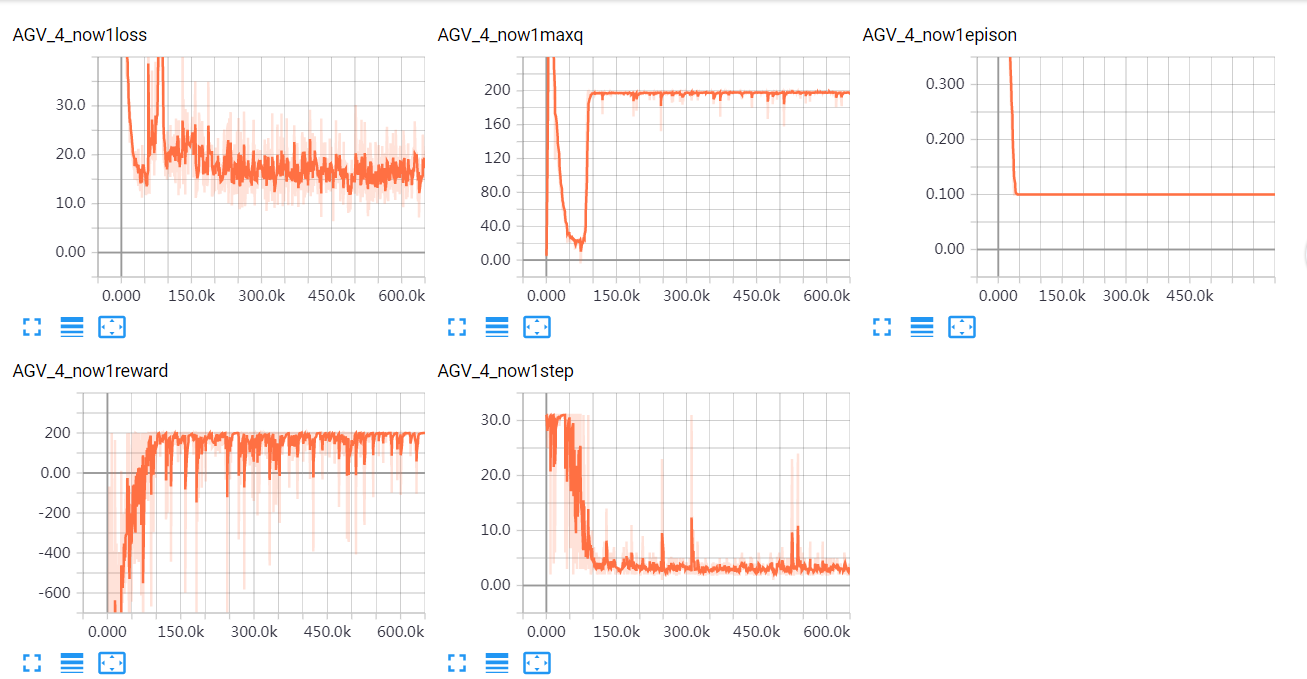 AGV_4_now1loss
30.0
20.0
10.0
0.00
0.000 150.0k 300.0k 450.0k 600.0k
AGV_4_now1maxq
200
160
120
80.0
40.0
0.00
0.000 150.0k 300.0k 450.0k 600.0k
AGV_4_now1epison
0.300
0.200
0.100
0.00
0.000 150.0k 300.0k 450.0k
AGV_4_now1reward
200
0.00
-200
-400
-600
0.000 150.0k 300.0k 450.0k 600.0k
AGV_4_now1step
30.0
20.0
10.0
0.00
0.000 150.0k 300.0k 450.0k 600.0k